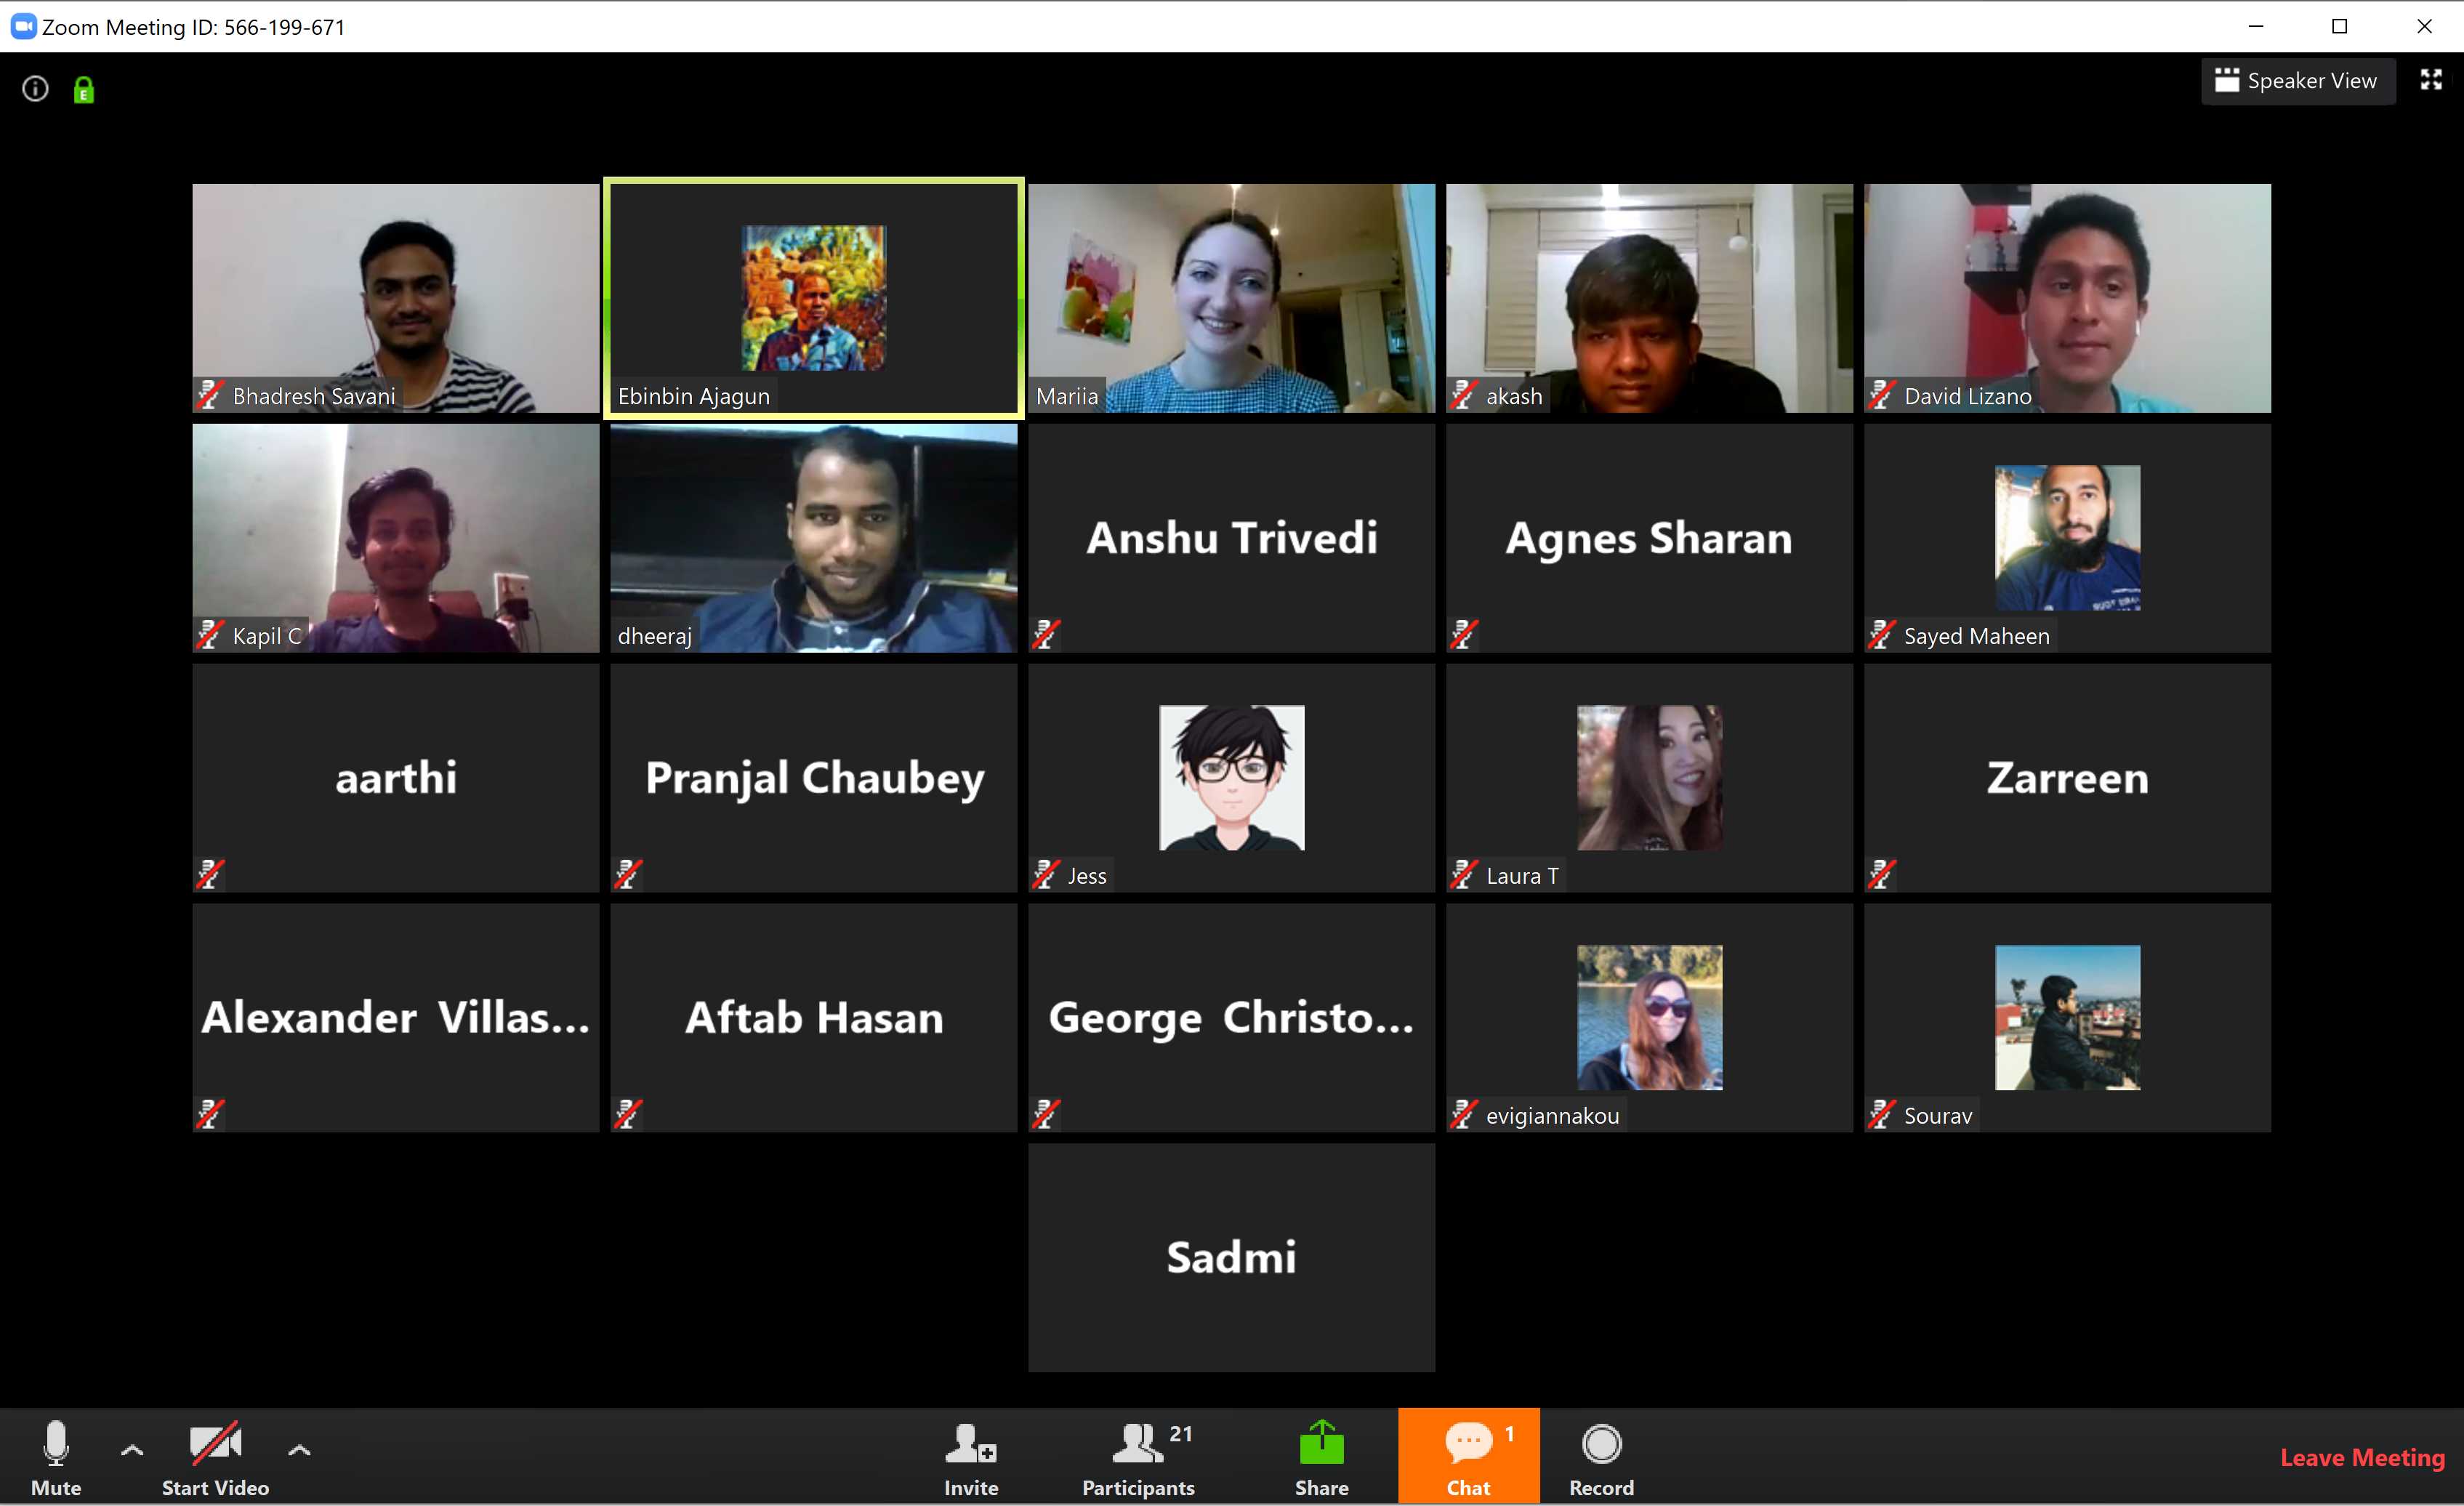 Zoom Meeting ID: 566-199-671
Speaker View
Bhadresh Savani
Ebinbin Ajagun
Mariia
akash
David Lizano
Kapil C
dheeraj
Anshu Trivedi
Agnes Sharan
Sayed Maheen
aarthi
Pranjal Chaubey
Jess
Laura T
Zarreen
Alexander Villas...
Aftab Hasan
George Christo...
evigiannakou
Sourav
Sadmi
Mute
Start Video
Invite
21
Participants
Share
1
Chat
Record
Leave Meeting